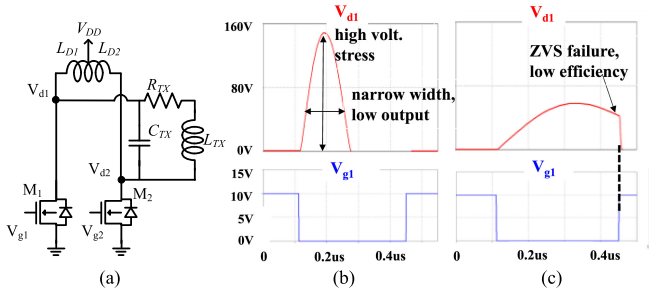 V_DD
L_D1 L_D2
V_d1
R_TX
C_TX
L_TX
V_d2
M_1
M_2
V_g1
V_g2
(a)
V_d1
160V
80V
0V
high volt.
stress
narrow width,
low output
V_g1
15V
10V
5V
0V
0 0.2us 0.4us
(b)
V_d1
ZVS failure,
low efficiency
V_g1
0 0.2us 0.4us
(c)